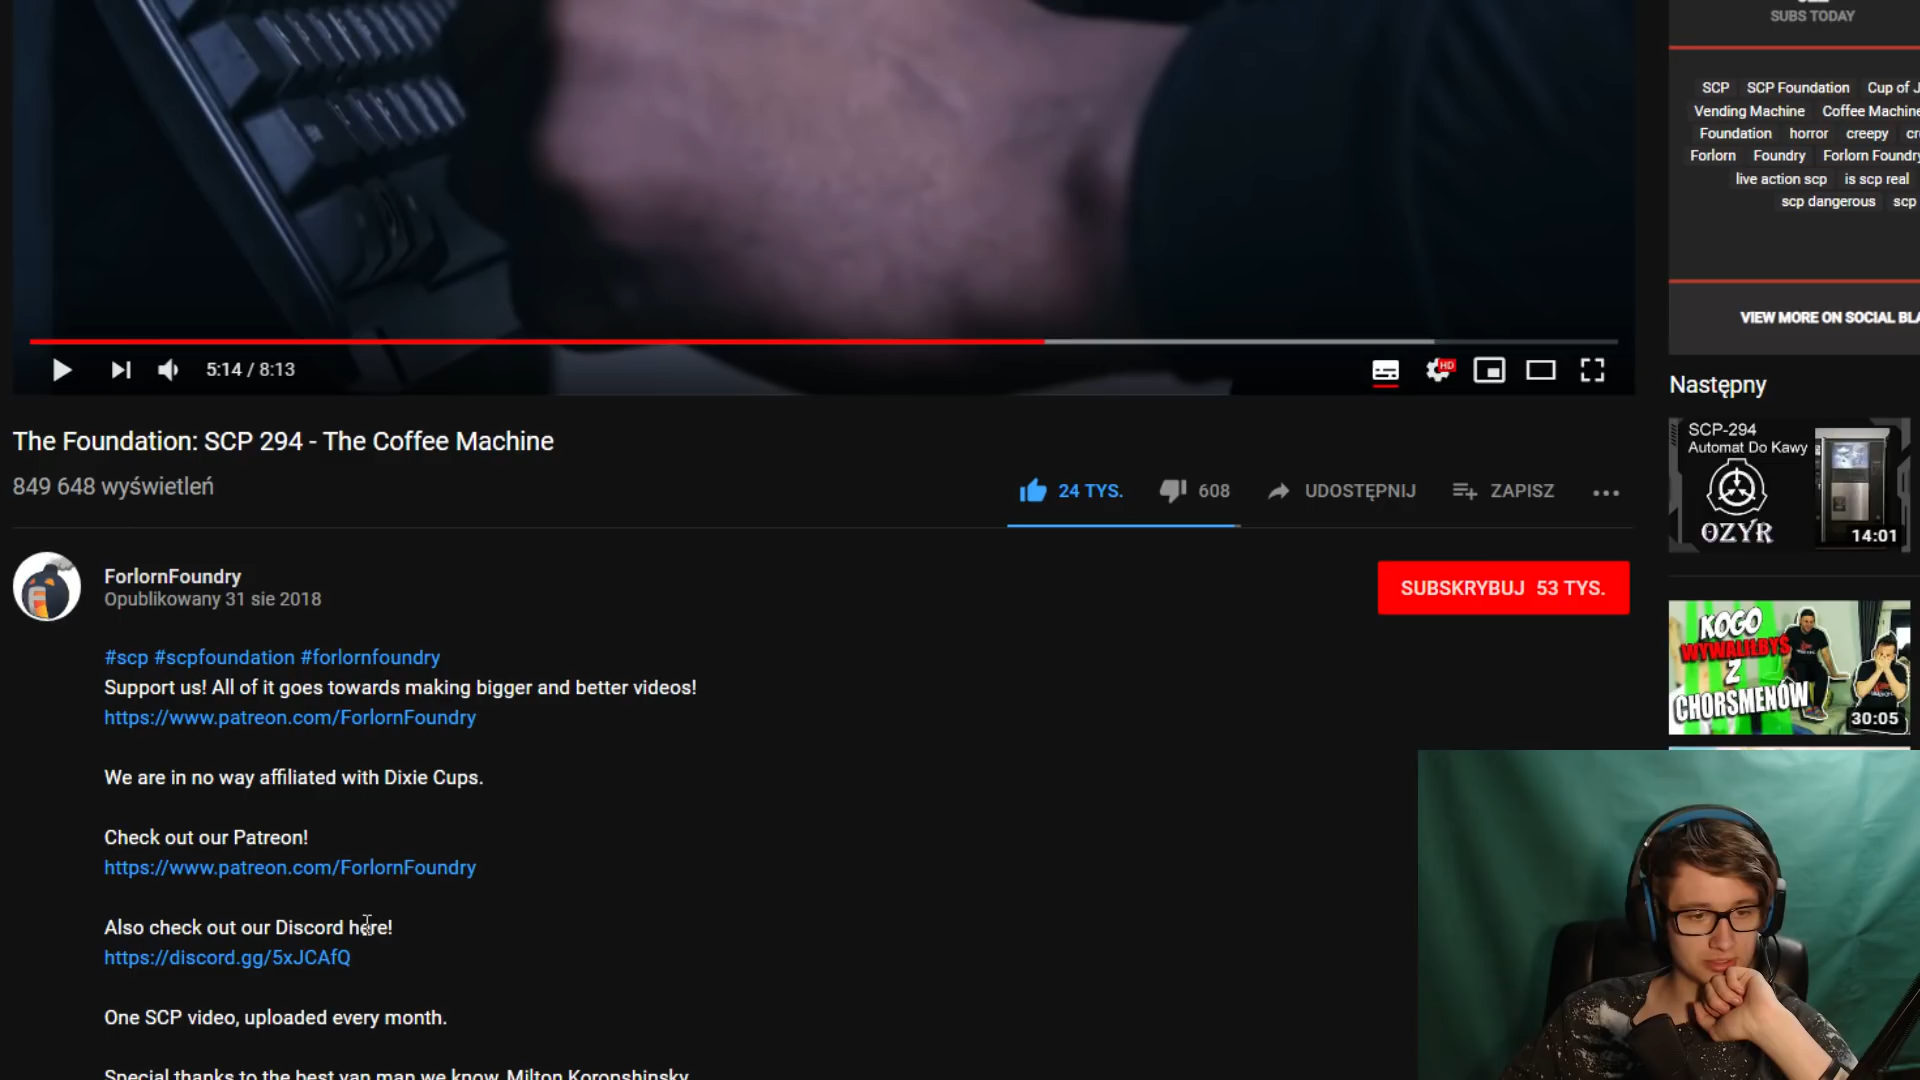 SUBS TODAY
SCP SCP Foundation Cup of
Vending Machine Coffee Machine
Foundation horror creepy
Forlorn Foundry Forlorn Foundry
live action scp is scp real
scp dangerous scp
VIEW MORE ON SOCIAL
5:14 / 8:13
HD
The Foundation: SCP 294 - The Coffee Machine
849 648 wyświetleń
24 TYS. 608 UDOSTĘPNIJ ZAPISZ
ForlornFoundry
Opublikowany 31 sie 2018
SUBSKRYBUJ 53 TYS.
#scp #scpfoundation #forlornfoundry
Support us! All of it goes towards making bigger and better videos!
https://www.patreon.com/ForlornFoundry
We are in no way affiliated with Dixie Cups.
Check out our Patreon!
https://www.patreon.com/ForlornFoundry
Also check out our Discord here!
https://discord.gg/5xJCAfQ
One SCP video, uploaded every month.
Special thanks to the best van man we know, Milton Koronshinsky
Następny
SCP-294
Automat Do Kawy
OZYR
14:01
KOGO
WYWALIŁBYŚ
Z
CHORSMENÓW
30:05